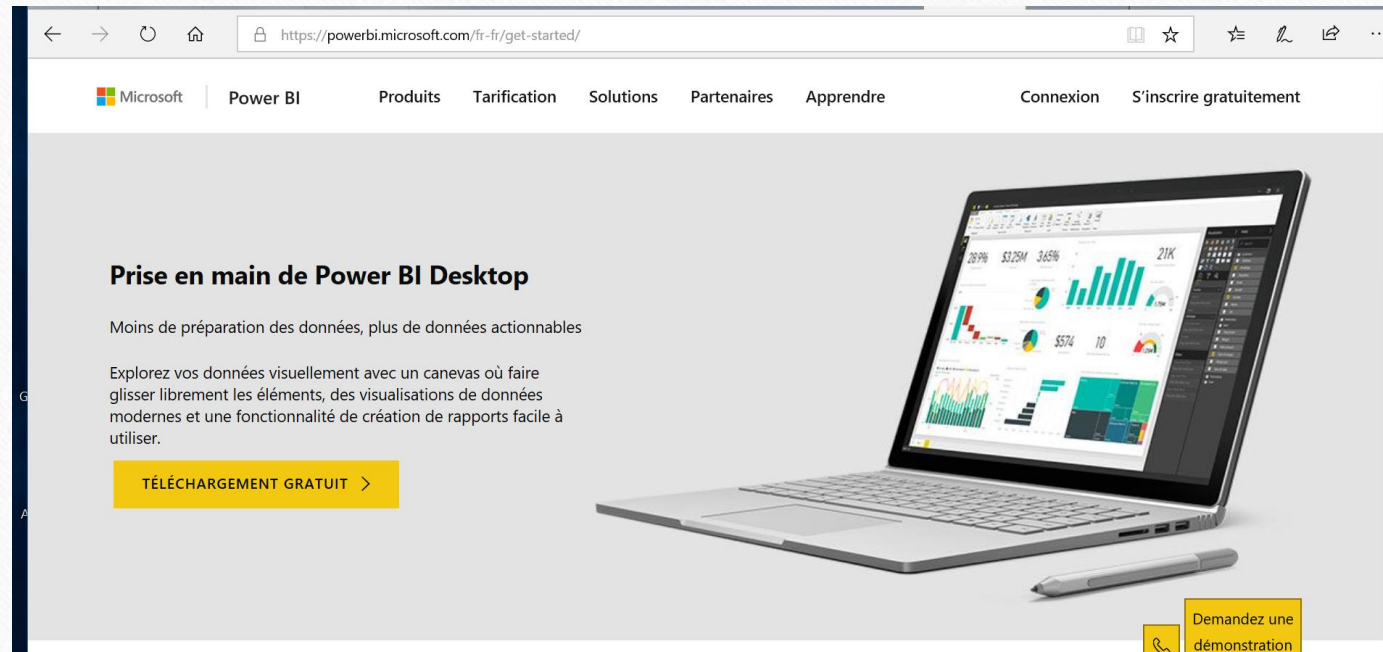 https://powerbi.microsoft.com/fr-fr/get-started/
Microsoft Power BI Produits Tarification Solutions Partenaires Apprendre Connexion S'inscrire gratuitement
Prise en main de Power BI Desktop
Moins de préparation des données, plus de données actionnables
Explorez vos données visuellement avec un canevas où faire
glisser librement les éléments, des visualisations de données
modernes et une fonctionnalité de création de rapports facile à
utiliser.
TÉLÉCHARGEMENT GRATUIT
28.9% $3.25M 3.65% 21K
$574 10
Demandez une
démonstration
G
A